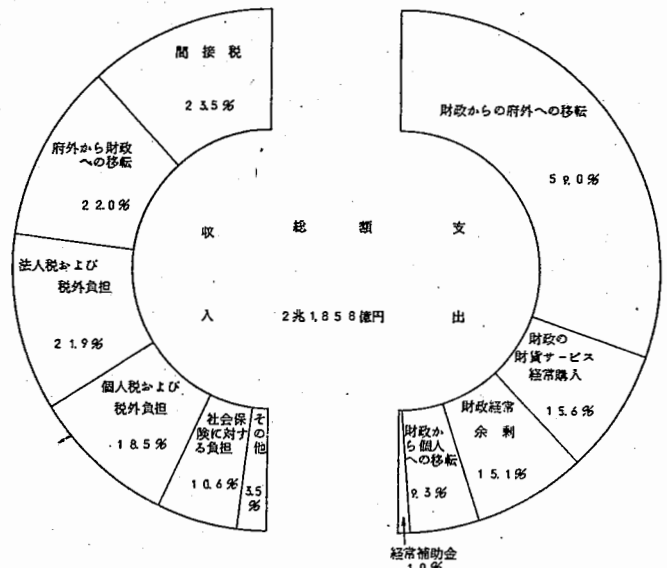 間接税
23.5%
府外から財政
への移転
22.0%
法人税および
税外負担
21.9%
個人税および
税外負担
18.5%
社会保
険に対す
る負担
10.6%
その他
3.5
%
収入
総額
2兆1,858億円
支出
財政からの府外への移転
59.0%
財政の
財貨サービス
経常購入
15.6%
財政経常
余剰
15.1%
財政か
ら個人
への移転
9.3%
経常補助金
1.0%